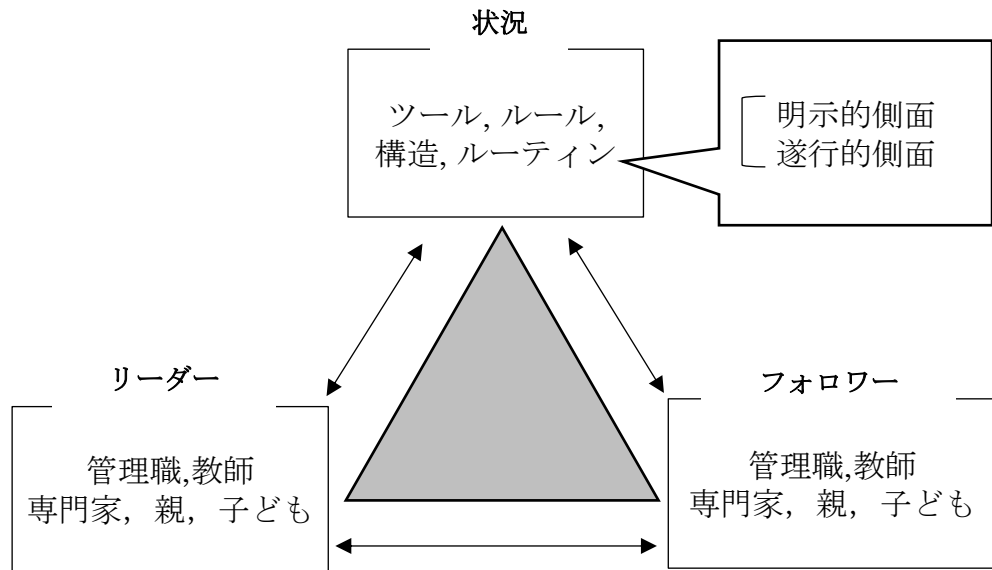 状況
ツール, ルール,
構造, ルーティン
明示的側面
遂行的側面
リーダー
管理職,教師
専門家，親，子ども
フォロワー
管理職,教師
専門家，親，子ども